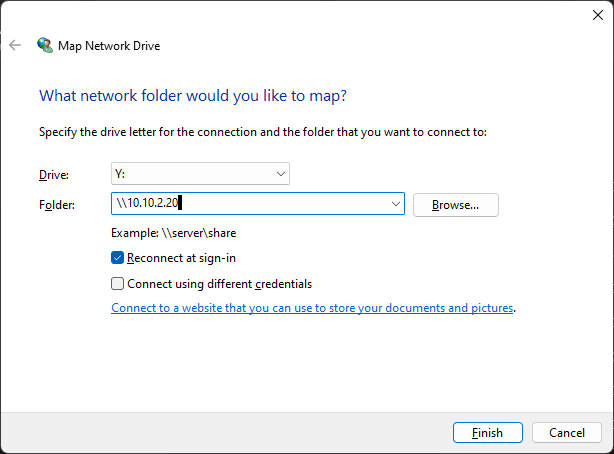 Map Network Drive
What network folder would you like to map?
Specify the drive letter for the connection and the folder that you want to connect to:
Drive: Y:
Folder: \\10.10.2.20 Browse...
Example: \\server\share
Reconnect at sign-in
Connect using different credentials
Connect to a website that you can use to store your documents and pictures.
Finish Cancel